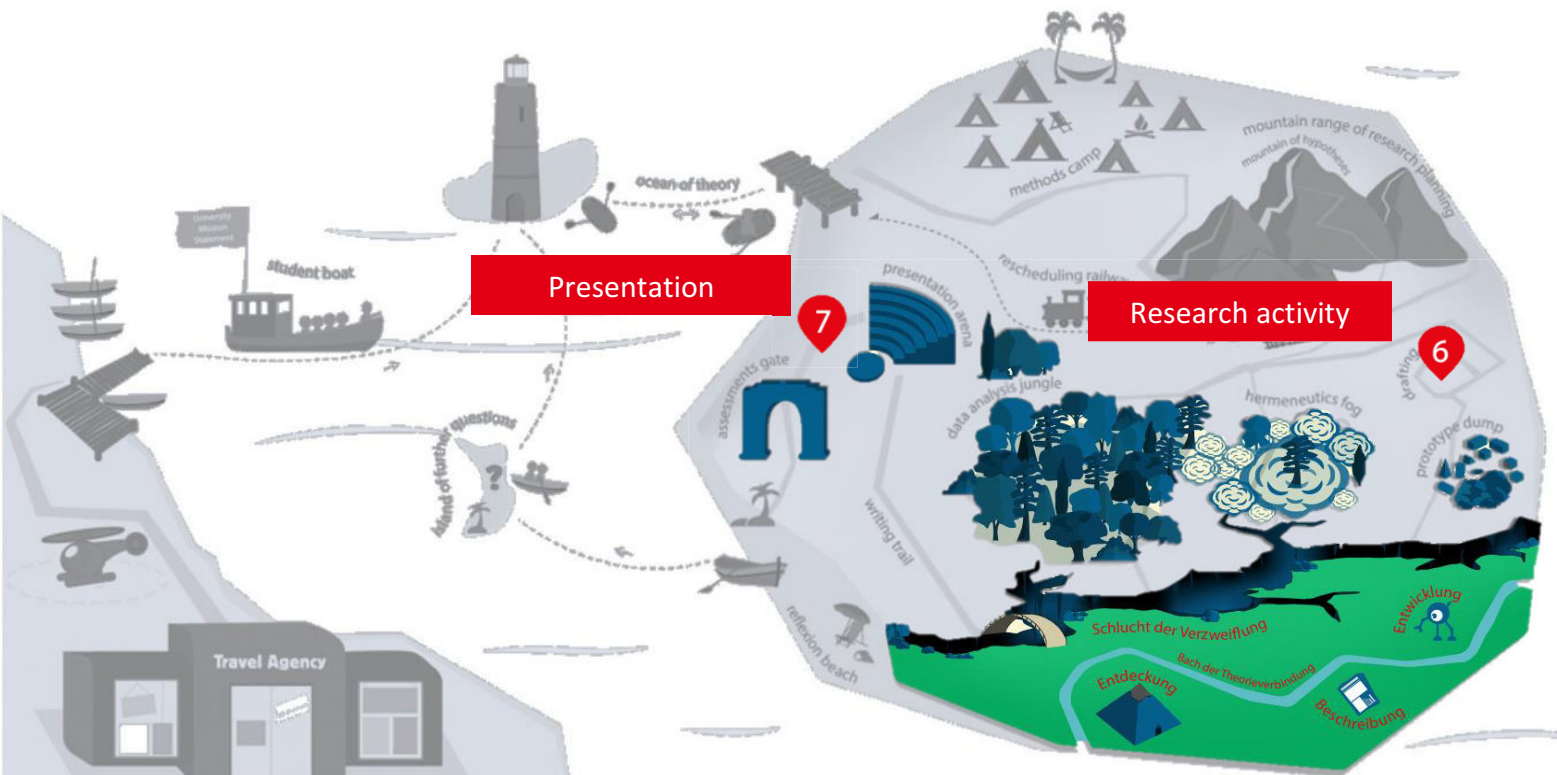 methods camp
mountain range of research planning
mountain of hypotheses
ocean of theory
University
Mission
Statement
student boat
Presentation
presentation arena
rescheduling railway
Research activity
7
6
drafting
assessments gate
data analysis jungle
hermeneutics fog
prototype dump
island of further questions
?
writing trail
reflexion beach
Travel Agency
Schlucht der Verzweiflung
Entwicklung
Bach der Theorieverbindung
Entdeckung
Beschreibung